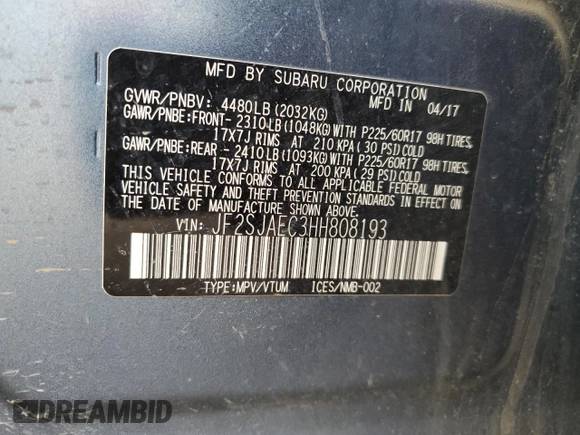 MFD BY SUBARU CORPORATION
GVWR/PNBV: 4480LB(2032KG) MFD IN 04/17
GAWR/PNBE:FRONT- 2310LB(1048KG)WITH P225/60R17 98H TIRES,
17X7J RIMS AT 210 KPA( 30 PSI)COLD
GAWR/PNBE:REAR - 2410LB(1093KG)WITH P225/60R17 98H TIRES,
17X7J RIMS AT 200 KPA( 29 PSI)COLD
THIS VEHICLE CONFORMS TO ALL APPLICABLE FEDERAL MOTOR
VEHICLE SAFETY AND THEFT PREVENTION STANDARDS IN EFFECT ON
THE DATE OF MANUFACTURE SHOWN ABOVE.
VIN: JF2SJAEC3HH808193
TYPE:MPV/VTUM ICES/NMB-002
DREAMBID